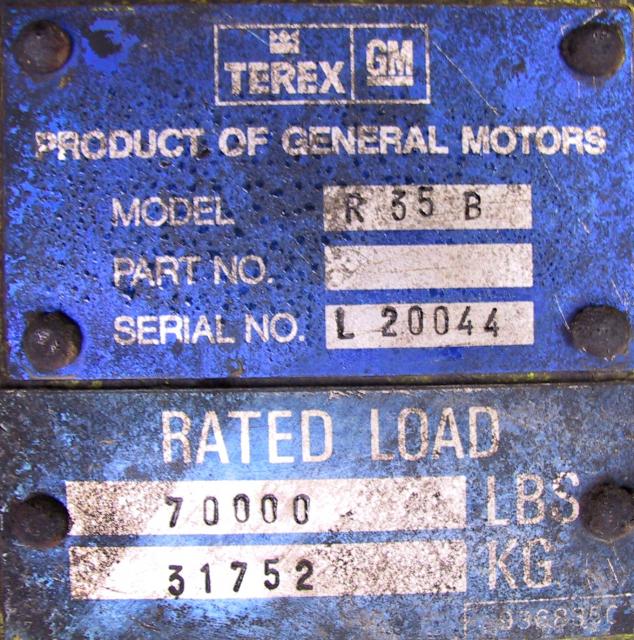 TEREX GM
PRODUCT OF GENERAL MOTORS
MODEL R 35 B
PART NO.
SERIAL NO. L 20044
RATED LOAD
70000 LBS
31752 KG